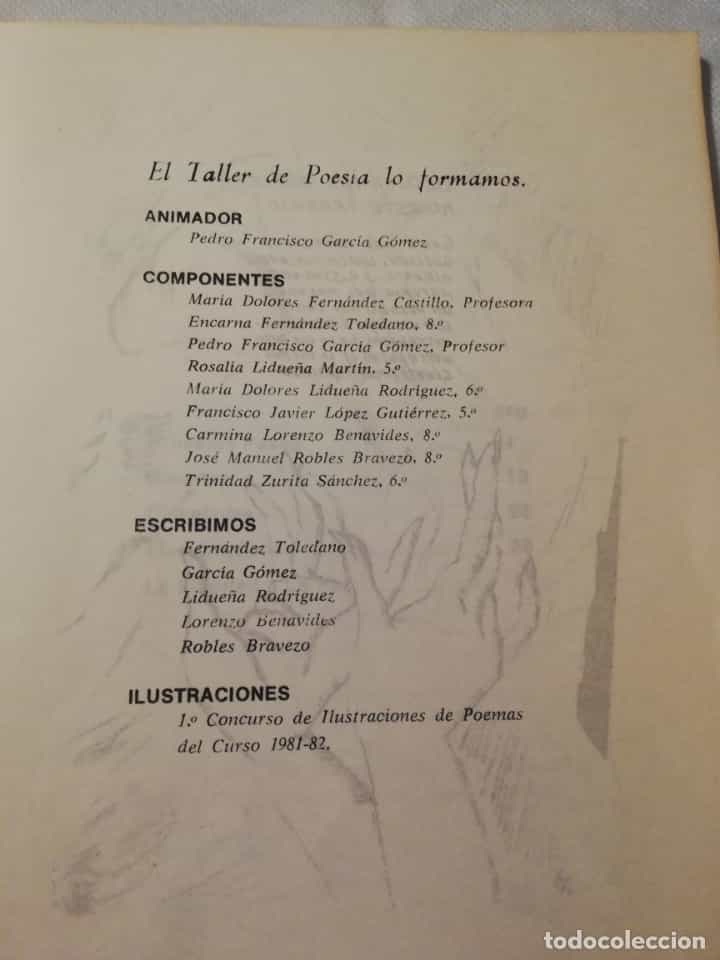 El Taller de Poesía lo formamos.
ANIMADOR
Pedro Francisco García Gómez
COMPONENTES
María Dolores Fernández Castillo, Profesora
Encarna Fernández Toledano, 8.º
Pedro Francisco García Gómez, Profesor
Rosalía Lidueña Martín, 5.º
María Dolores Lidueña Rodríguez, 6.º
Francisco Javier López Gutiérrez, 5.º
Carmina Lorenzo Benavides, 8.º
José Manuel Robles Bravezo, 8.º
Trinidad Zurita Sánchez, 6.º
ESCRIBIMOS
Fernández Toledano
García Gómez
Lidueña Rodríguez
Lorenzo Benavides
Robles Bravezo
ILUSTRACIONES
1.º Concurso de Ilustraciones de Poemas
del Curso 1981-82.
todocoleccion